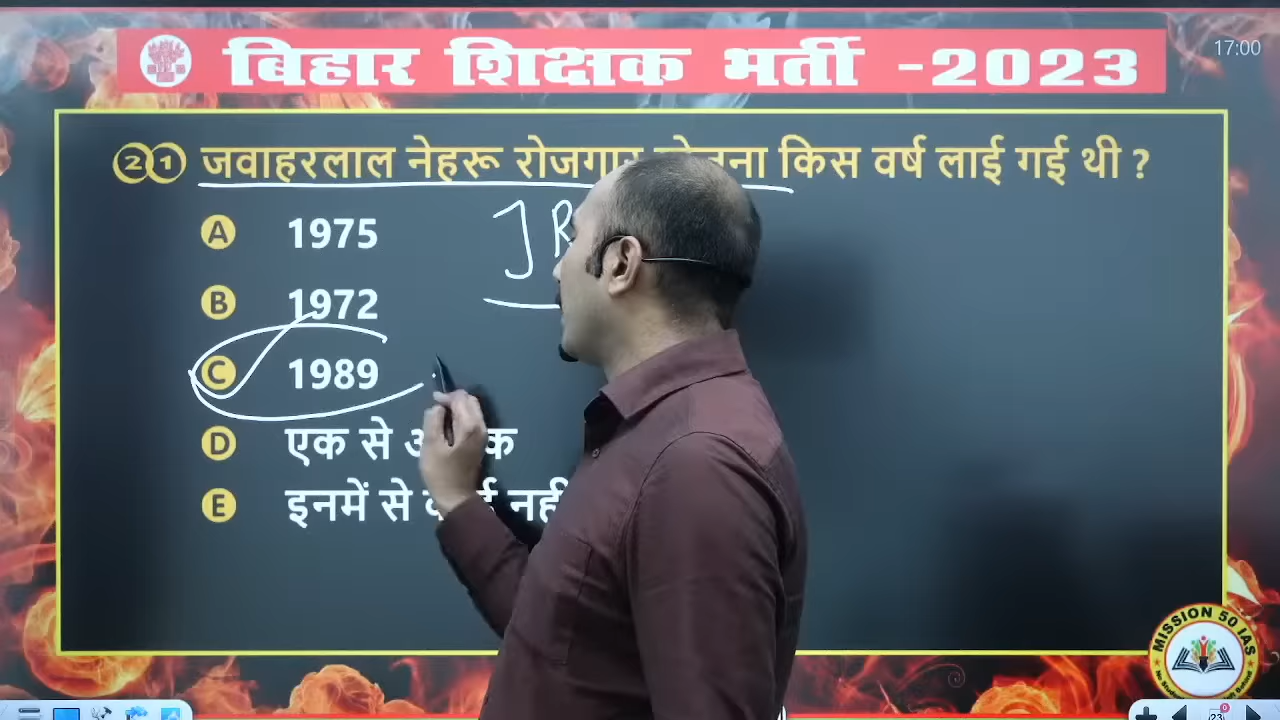 बिहार शिक्षक भर्ती -2023
17:00
21 जवाहरलाल नेहरू रोजगार किस वर्ष लाई गई थी ?
A 1975
J R
B 1972
C 1989
D एक से
E इनमें से
MISSION 50 IAS
23